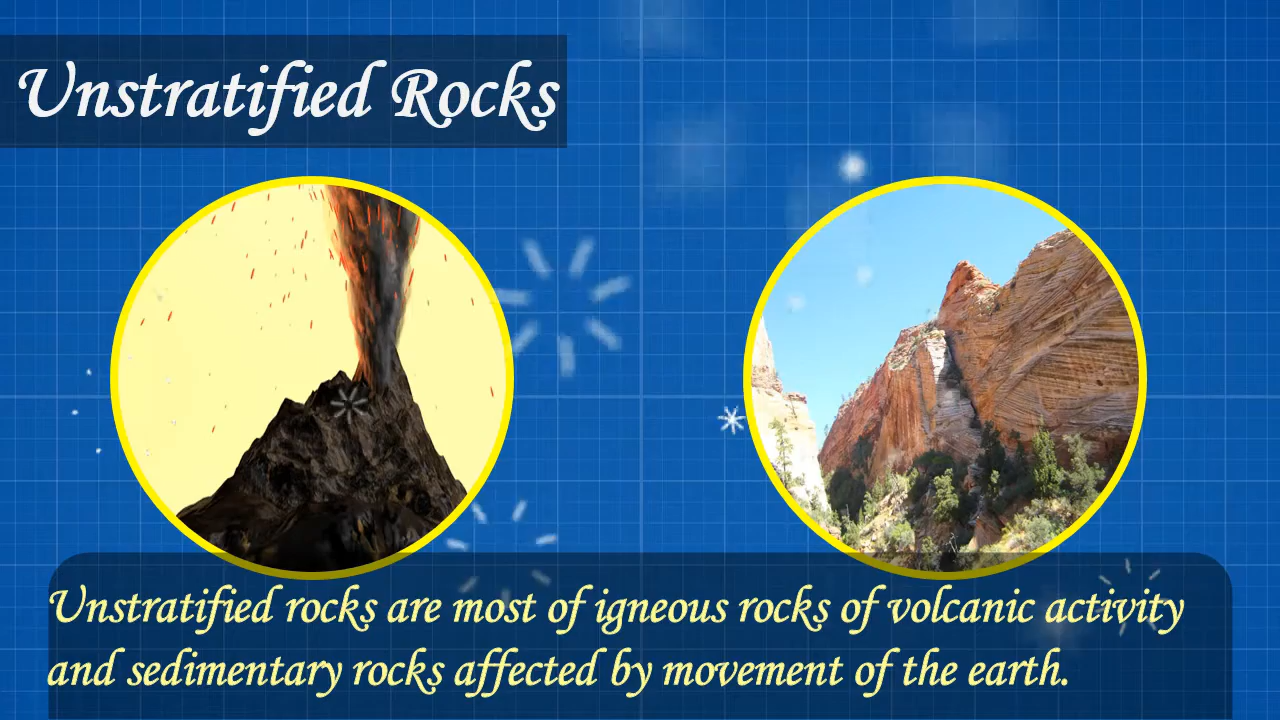 Unstratified Rocks
Unstratified rocks are most of igneous rocks of volcanic activity
and sedimentary rocks affected by movement of the earth.